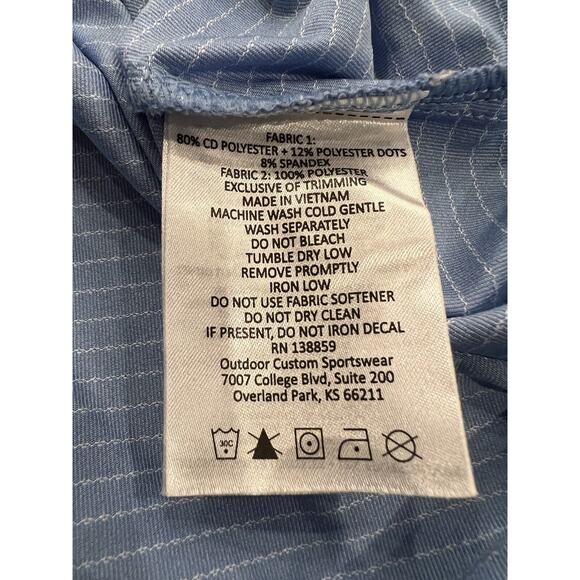 FABRIC 1:
80% CD POLYESTER + 12% POLYESTER DOTS
8% SPANDEX
FABRIC 2: 100% POLYESTER
EXCLUSIVE OF TRIMMING
MADE IN VIETNAM
MACHINE WASH COLD GENTLE
WASH SEPARATELY
DO NOT BLEACH
TUMBLE DRY LOW
REMOVE PROMPTLY
IRON LOW
DO NOT USE FABRIC SOFTENER
DO NOT DRY CLEAN
IF PRESENT, DO NOT IRON DECAL
RN 138859
Outdoor Custom Sportswear
7007 College Blvd, Suite 200
Overland Park, KS 66211
30C